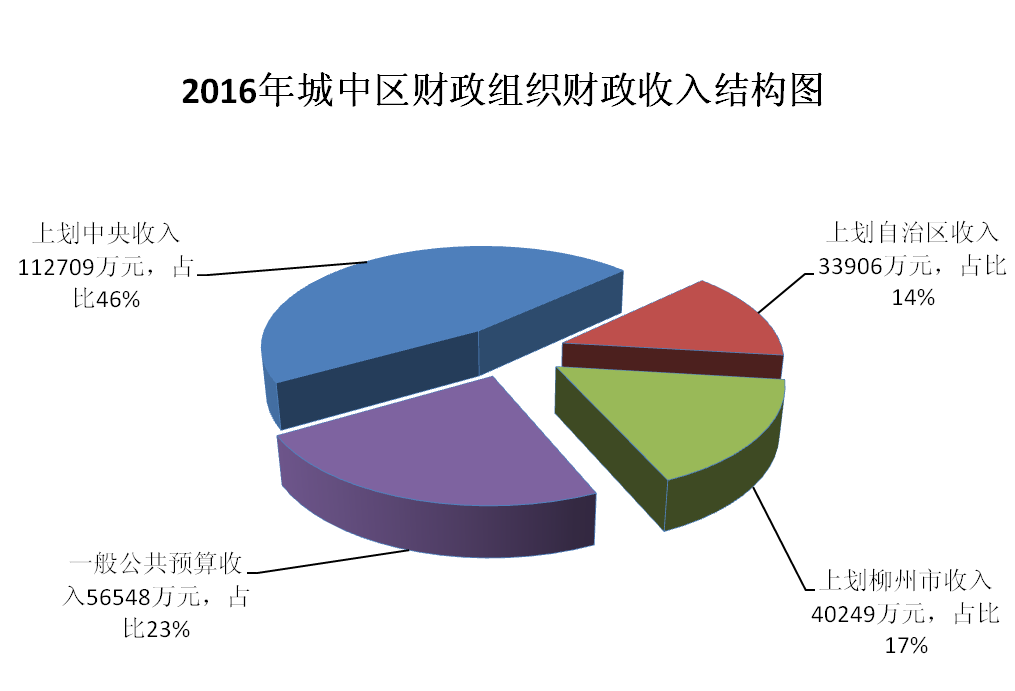 2016年城中区财政组织财政收入结构图
上划中央收入
112709万元，占
比46%
上划自治区收入
33906万元，占比
14%
一般公共预算收
入56548万元，占
比23%
上划柳州市收入
40249万元，占比
17%